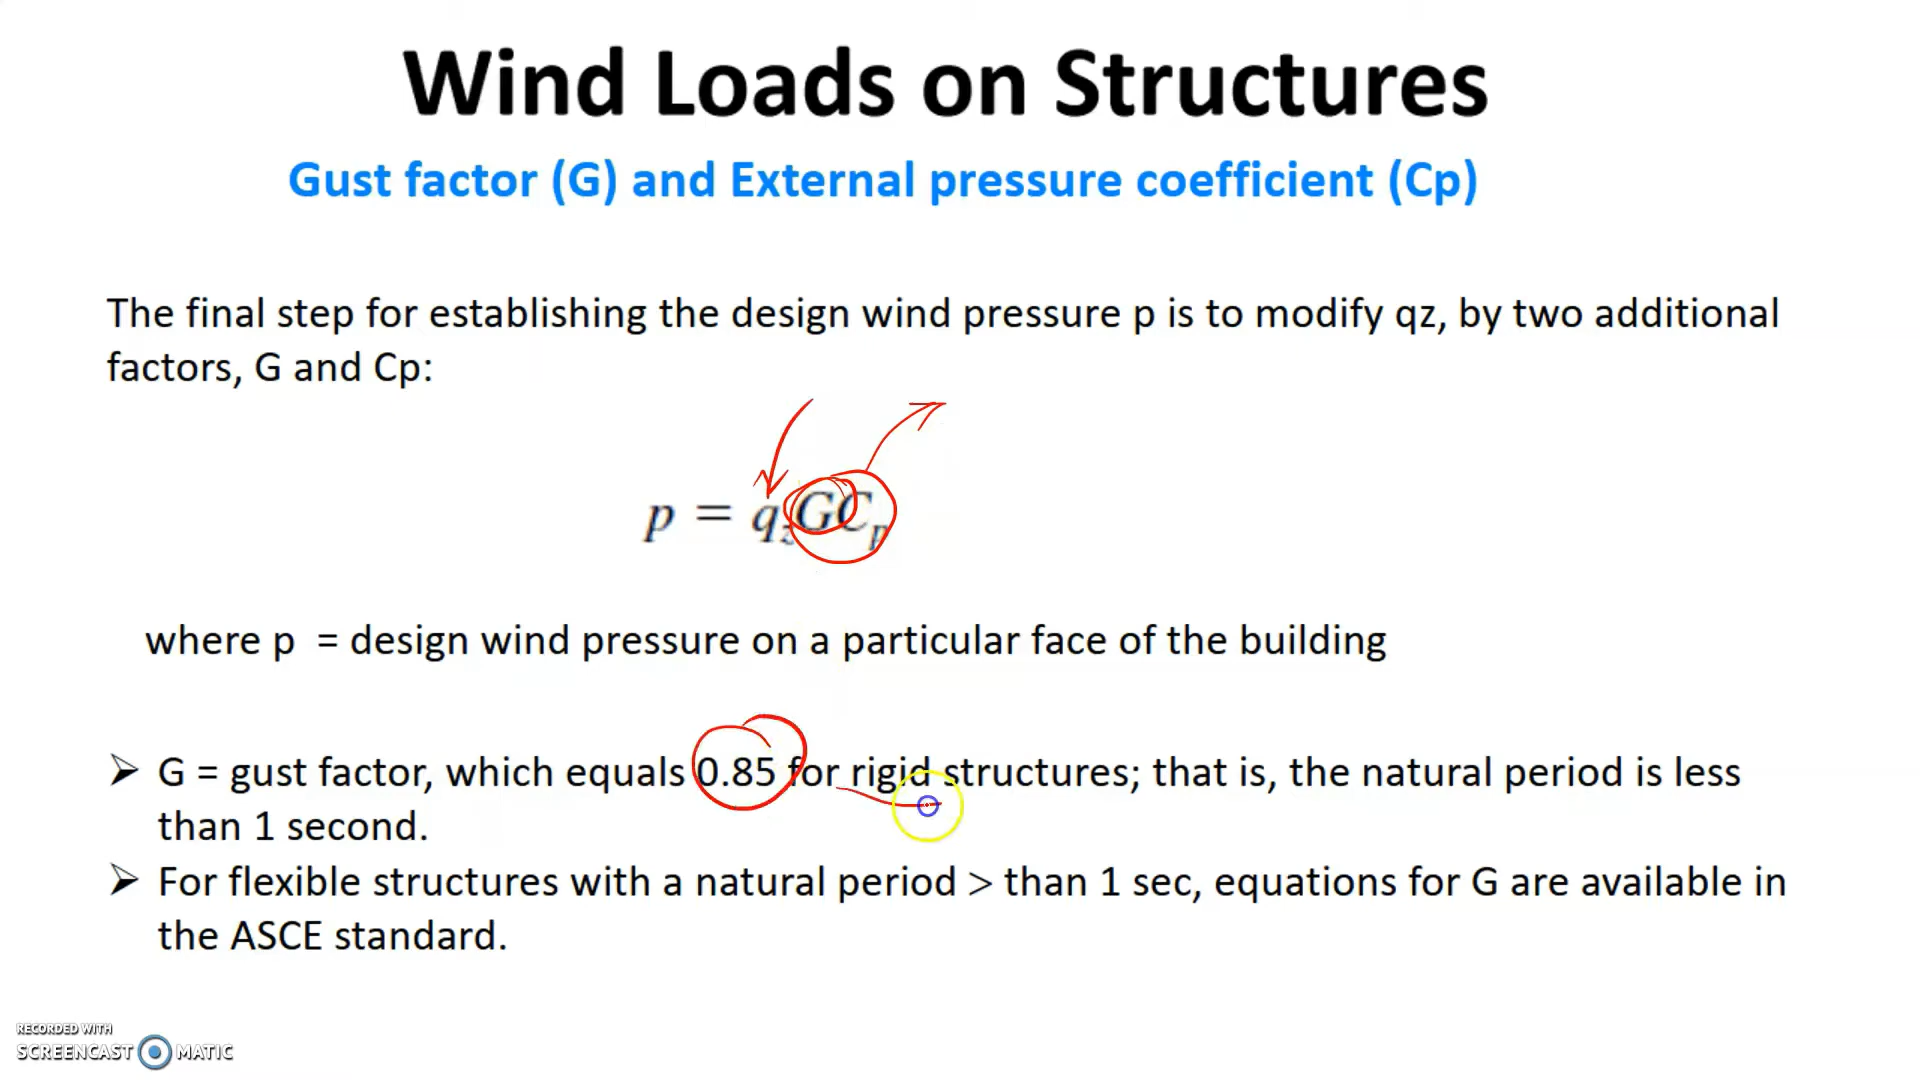 Wind Loads on Structures
Gust factor (G) and External pressure coefficient (Cp)
The final step for establishing the design wind pressure p is to modify qz, by two additional
factors, G and Cp:
p = q_zGC_p
where p = design wind pressure on a particular face of the building
➢ G = gust factor, which equals 0.85 for rigid structures; that is, the natural period is less
than 1 second.
➢ For flexible structures with a natural period > than 1 sec, equations for G are available in
the ASCE standard.
RECORDED WITH
SCREENCAST MATIC